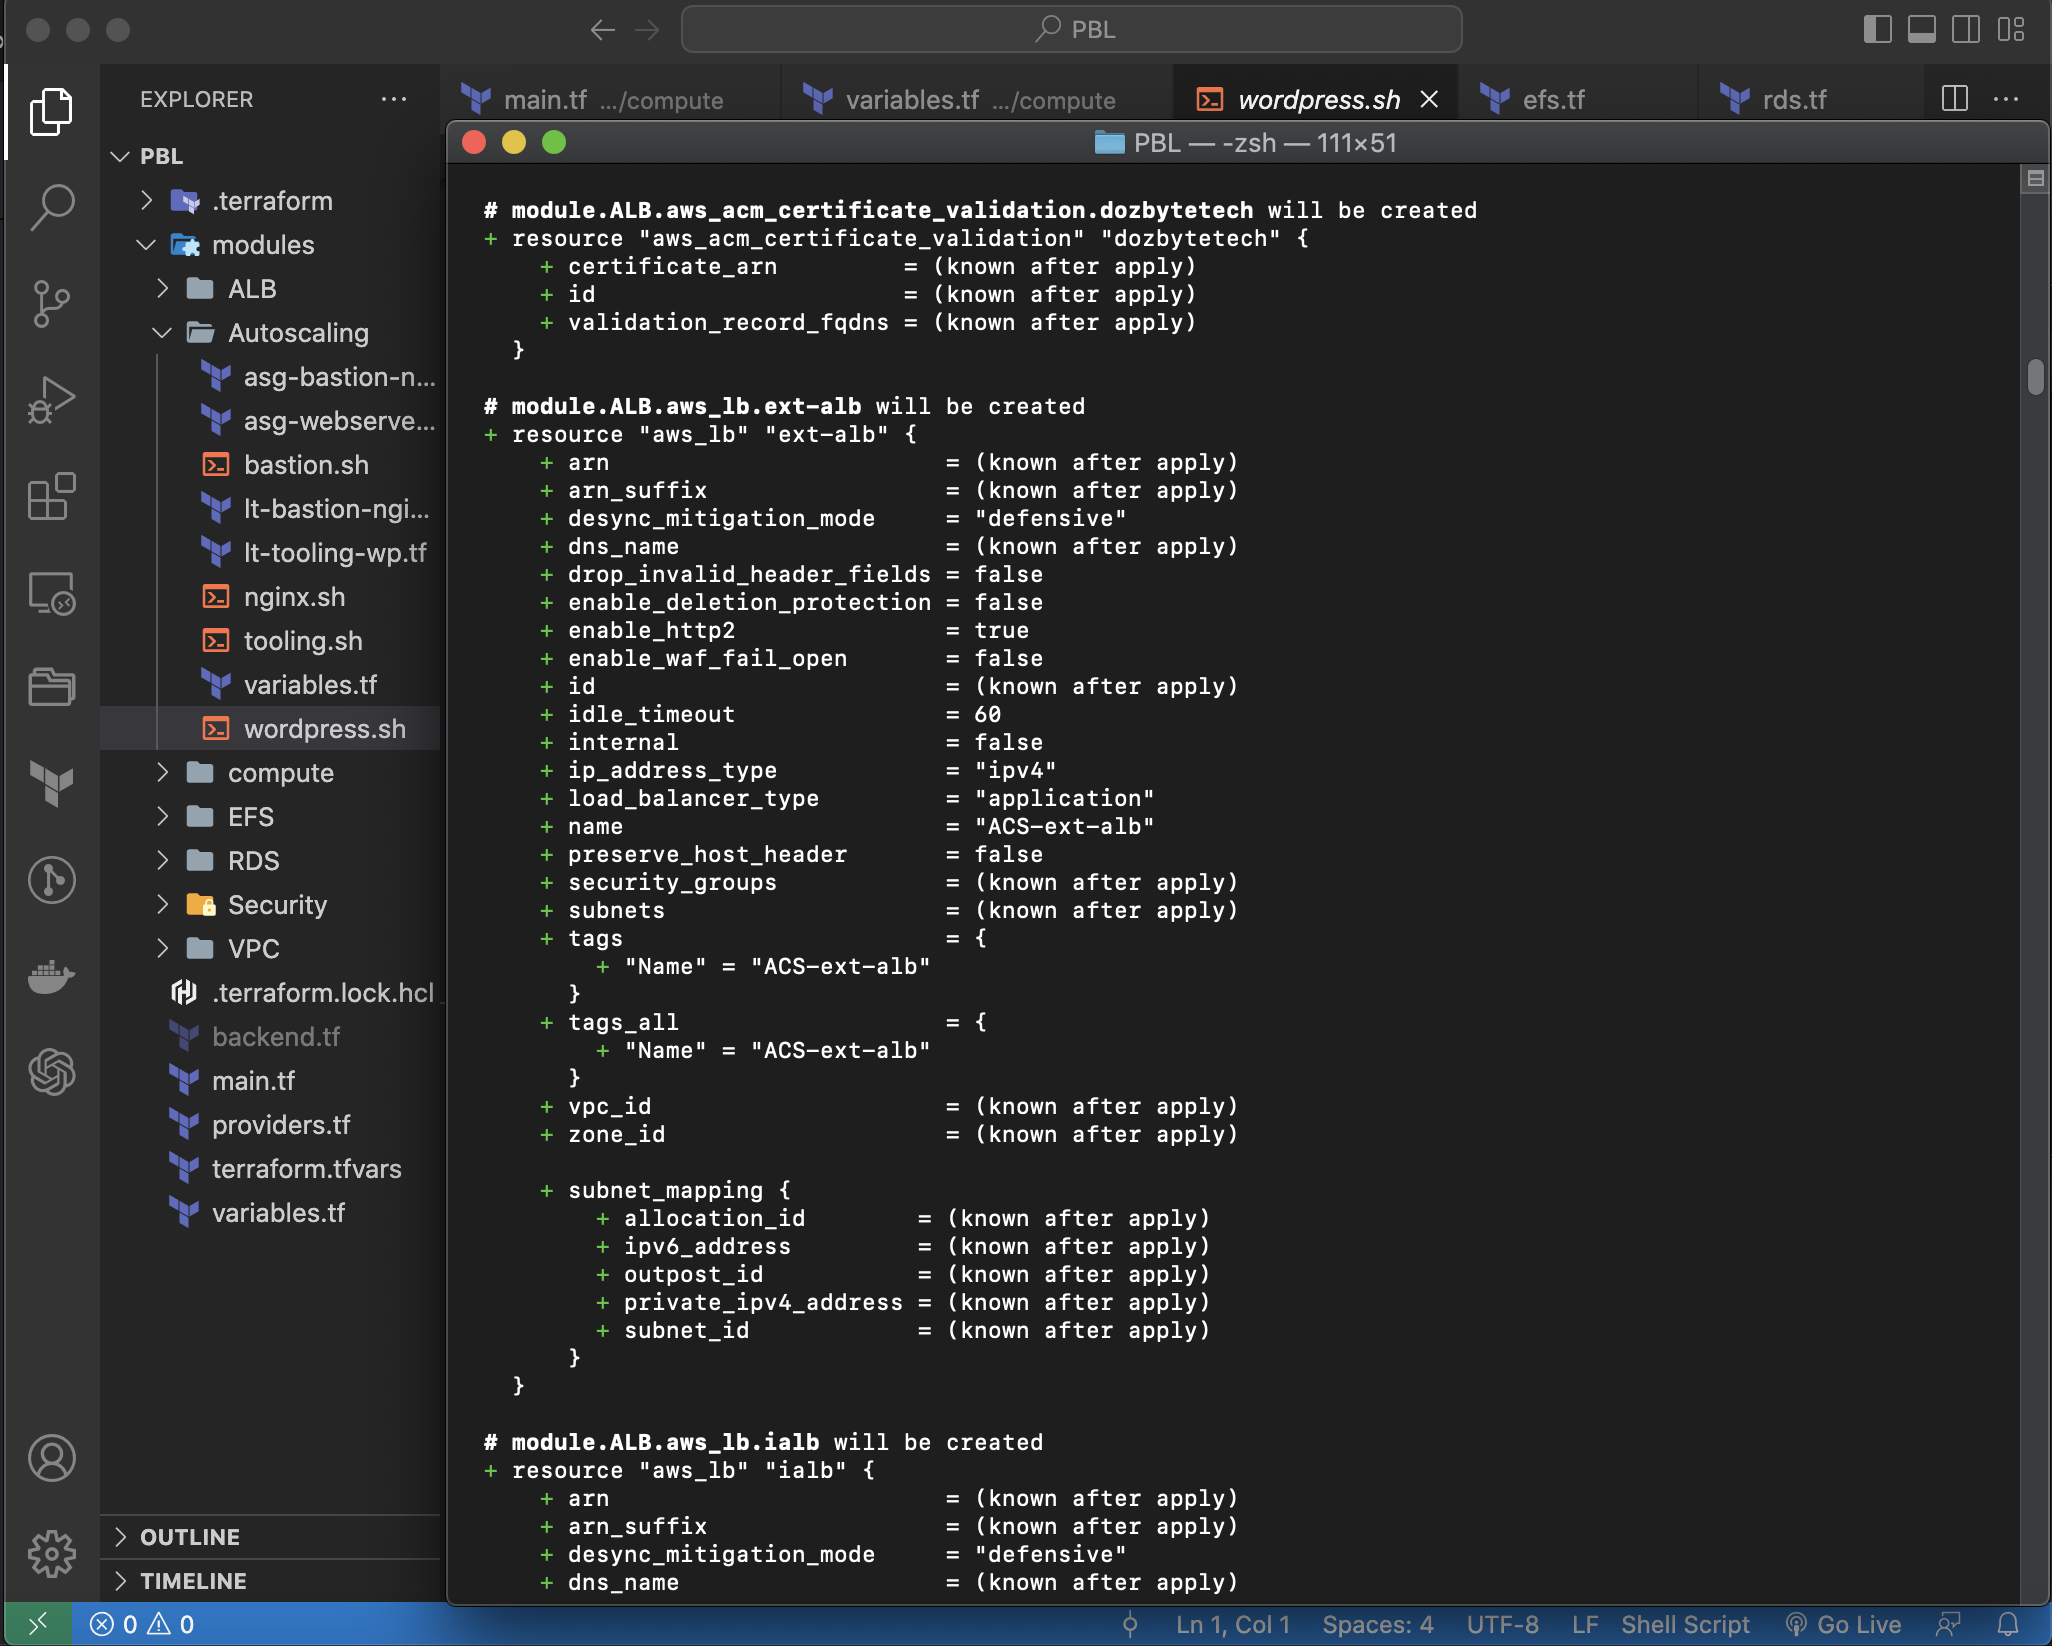 PBL
EXPLORER
main.tf .../compute
variables.tf .../compute
wordpress.sh
efs.tf
rds.tf
PBL
.terraform
modules
ALB
Autoscaling
asg-bastion-n...
asg-webserve...
bastion.sh
lt-bastion-ngi...
lt-tooling-wp.tf
nginx.sh
tooling.sh
variables.tf
wordpress.sh
compute
EFS
RDS
Security
VPC
.terraform.lock.hcl
backend.tf
main.tf
providers.tf
terraform.tfvars
variables.tf
OUTLINE
TIMELINE
PBL — -zsh — 111×51
# module.ALB.aws_acm_certificate_validation.dozbytetech will be created
+ resource "aws_acm_certificate_validation" "dozbytetech" {
+ certificate_arn = (known after apply)
+ id = (known after apply)
+ validation_record_fqdns = (known after apply)
}
# module.ALB.aws_lb.ext-alb will be created
+ resource "aws_lb" "ext-alb" {
+ arn = (known after apply)
+ arn_suffix = (known after apply)
+ desync_mitigation_mode = "defensive"
+ dns_name = (known after apply)
+ drop_invalid_header_fields = false
+ enable_deletion_protection = false
+ enable_http2 = true
+ enable_waf_fail_open = false
+ id = (known after apply)
+ idle_timeout = 60
+ internal = false
+ ip_address_type = "ipv4"
+ load_balancer_type = "application"
+ name = "ACS-ext-alb"
+ preserve_host_header = false
+ security_groups = (known after apply)
+ subnets = (known after apply)
+ tags = {
+ "Name" = "ACS-ext-alb"
}
+ tags_all = {
+ "Name" = "ACS-ext-alb"
}
+ vpc_id = (known after apply)
+ zone_id = (known after apply)
+ subnet_mapping {
+ allocation_id = (known after apply)
+ ipv6_address = (known after apply)
+ outpost_id = (known after apply)
+ private_ipv4_address = (known after apply)
+ subnet_id = (known after apply)
}
}
# module.ALB.aws_lb.ialb will be created
+ resource "aws_lb" "ialb" {
+ arn = (known after apply)
+ arn_suffix = (known after apply)
+ desync_mitigation_mode = "defensive"
+ dns_name = (known after apply)
0 0 Ln 1, Col 1 Spaces: 4 UTF-8 LF Shell Script Go Live